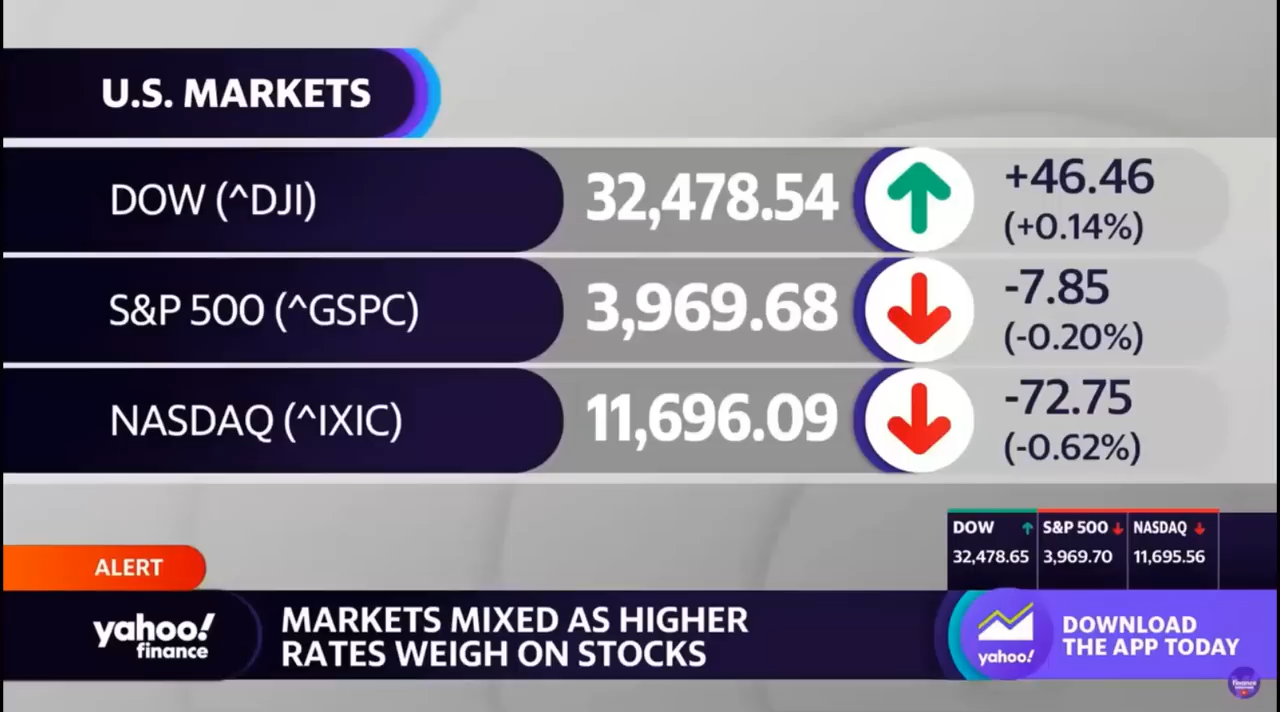 U.S. MARKETS
DOW (^DJI) 32,478.54 +46.46
(+0.14%)
S&P 500 (^GSPC) 3,969.68 -7.85
(-0.20%)
NASDAQ (^IXIC) 11,696.09 -72.75
(-0.62%)
DOW S&P 500 NASDAQ
32,478.65 3,969.70 11,695.56
ALERT
yahoo!
finance
MARKETS MIXED AS HIGHER
RATES WEIGH ON STOCKS
yahoo!
DOWNLOAD
THE APP TODAY
finance